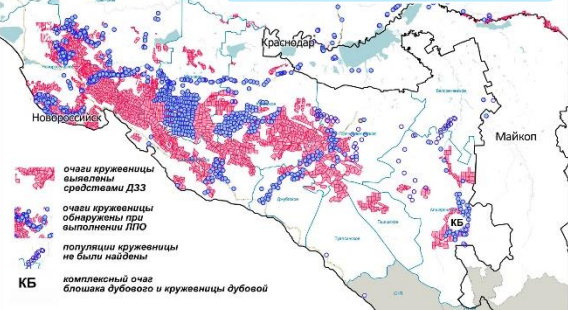 Краснодар
Новороссийск
Майкоп
КБ
очаги кружевницы
выявлены
средствами ДЗЗ
очаги кружевницы
обнаружены при
выполнении ЛПО
популяции кружевницы
не были найдены
КБ
комплексный очаг
блошака дубового и кружевницы дубовой